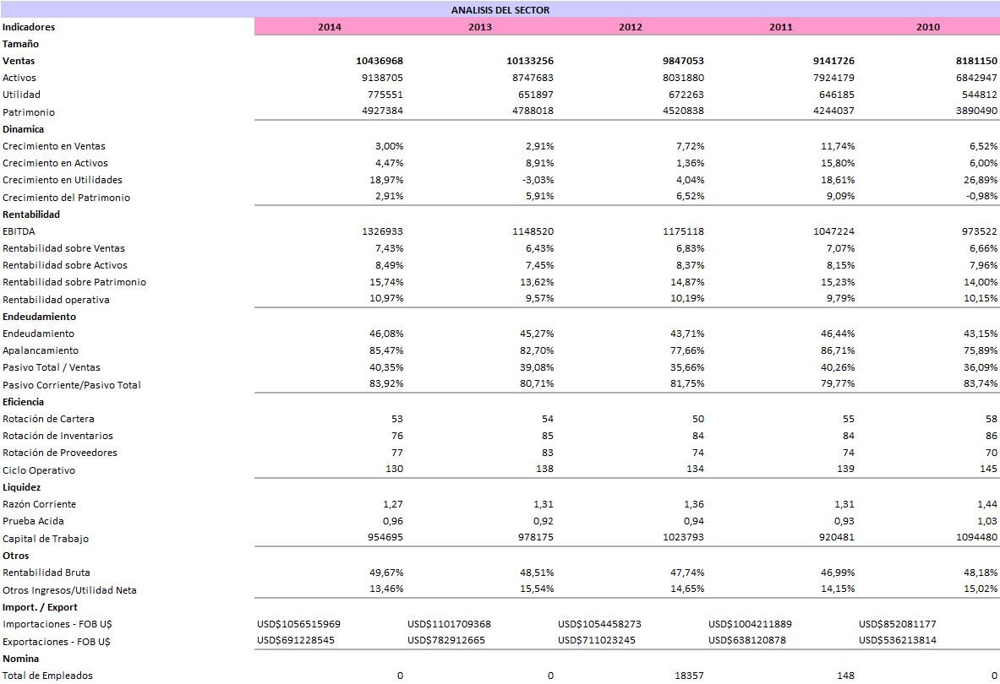 ANALISIS DEL SECTOR
Indicadores 2014 2013 2012 2011 2010
Tamaño
Ventas 10436968 10133256 9847053 9141726 8181150
Activos 9138705 8747683 8031880 7924179 6842947
Utilidad 775551 651897 672263 646185 544812
Patrimonio 4927384 4788018 4520838 4244037 3890490
Dinamica
Crecimiento en Ventas 3,00% 2,91% 7,72% 11,74% 6,52%
Crecimiento en Activos 4,47% 8,91% 1,36% 15,80% 6,00%
Crecimiento en Utilidades 18,97% -3,03% 4,04% 18,61% 26,89%
Crecimiento del Patrimonio 2,91% 5,91% 6,52% 9,09% -0,98%
Rentabilidad
EBITDA 1326933 1148520 1175118 1047224 973522
Rentabilidad sobre Ventas 7,43% 6,43% 6,83% 7,07% 6,66%
Rentabilidad sobre Activos 8,49% 7,45% 8,37% 8,15% 7,96%
Rentabilidad sobre Patrimonio 15,74% 13,62% 14,87% 15,23% 14,00%
Rentabilidad operativa 10,97% 9,57% 10,19% 9,79% 10,15%
Endeudamiento
Endeudamiento 46,08% 45,27% 43,71% 46,44% 43,15%
Apalancamiento 85,47% 82,70% 77,66% 86,71% 75,89%
Pasivo Total / Ventas 40,35% 39,08% 35,66% 40,26% 36,09%
Pasivo Corriente/Pasivo Total 83,92% 80,71% 81,75% 79,77% 83,74%
Eficiencia
Rotación de Cartera 53 54 50 55 58
Rotación de Inventarios 76 85 84 84 86
Rotación de Proveedores 77 83 74 74 70
Ciclo Operativo 130 138 134 139 145
Liquidez
Razón Corriente 1,27 1,31 1,36 1,31 1,44
Prueba Acida 0,96 0,92 0,94 0,93 1,03
Capital de Trabajo 954695 978175 1023793 920481 1094480
Otros
Rentabilidad Bruta 49,67% 48,51% 47,74% 46,99% 48,18%
Otros Ingresos/Utilidad Neta 13,46% 15,54% 14,65% 14,15% 15,02%
Import. / Export
Importaciones - FOB U$ USD$1056515969 USD$1101709368 USD$1054458273 USD$1004211889 USD$852081177
Exportaciones - FOB U$ USD$691228545 USD$782912665 USD$711023245 USD$638120878 USD$536213814
Nomina
Total de Empleados 0 0 18357 148 0